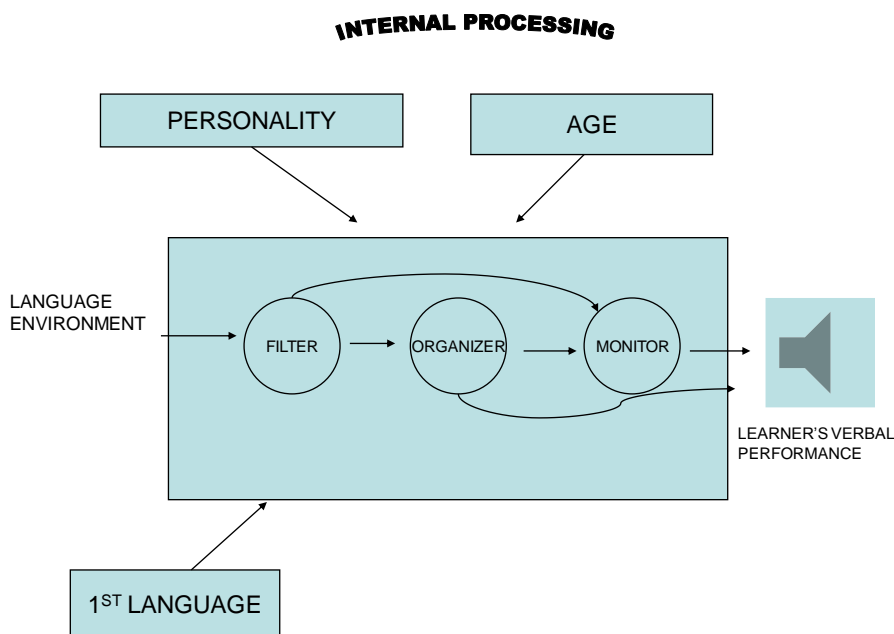 INTERNAL PROCESSING
PERSONALITY
AGE
LANGUAGE
ENVIRONMENT
FILTER
ORGANIZER
MONITOR
LEARNER'S VERBAL
PERFORMANCE
1ST LANGUAGE